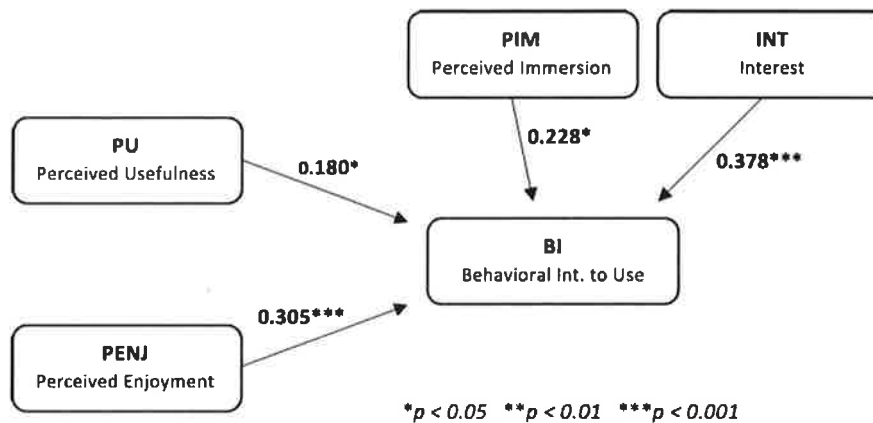 PIM
Perceived Immersion
INT
Interest
PU
Perceived Usefulness
0.180*
0.228*
0.378***
BI
Behavioral Int. to Use
0.305***
PENJ
Perceived Enjoyment
*p < 0.05 **p < 0.01 ***p < 0.001